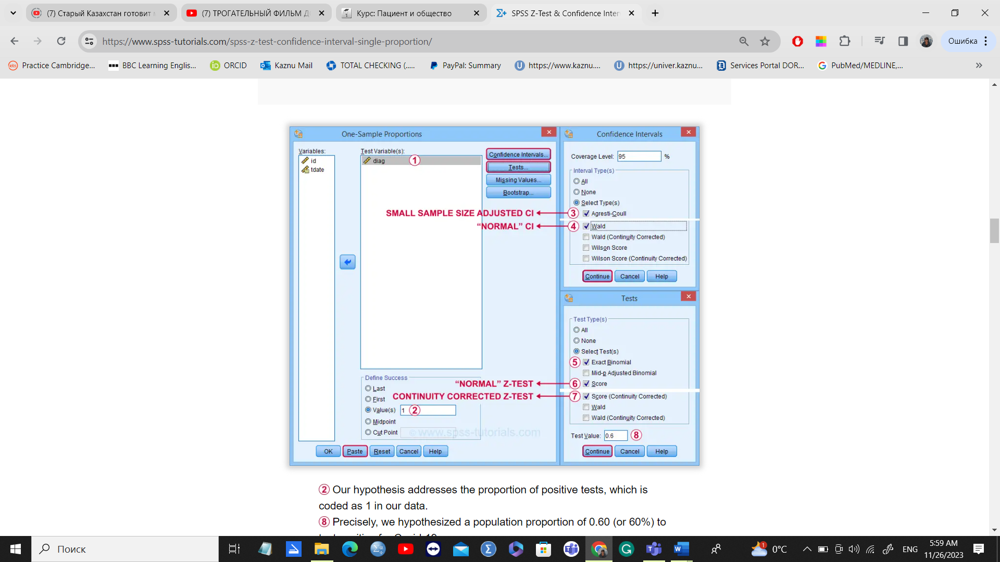 (7) Старый Казахстан готовит
(7) ТРОГАТЕЛЬНЫЙ ФИЛЬМ Д
Курс: Пациент и общество
SPSS Z-Test & Confidence Inter
https://www.spss-tutorials.com/spss-z-test-confidence-interval-single-proportion/
Ошибка
Practice Cambridge...
BBC Learning Englis...
ORCID
Kaznu Mail
TOTAL CHECKING (.....
PayPal: Summary
https://www.kaznu....
https://univer.kaznu...
Services Portal DOR...
PubMed/MEDLINE,...
One-Sample Proportions
Variables:
id
tdate
Test Variable(s):
diag
1
Confidence Intervals...
Tests...
Missing Values...
Bootstrap...
SMALL SAMPLE SIZE ADJUSTED CI
"NORMAL" CI
Define Success
Last
First
Value(s) 1 2
Midpoint
Cut Point
"NORMAL" Z-TEST
CONTINUITY CORRECTED Z-TEST
© www.spss-tutorials.com
OK Paste Reset Cancel Help
Confidence Intervals
Coverage Level: 95 %
Interval Type(s)
All
None
Select Type(s)
3 Agresti-Coull
4 Wald
Wald (Continuity Corrected)
Wilson Score
Wilson Score (Continuity Corrected)
Continue Cancel Help
Tests
Test Type(s)
All
None
Select Test(s)
5 Exact Binomial
Mid-p Adjusted Binomial
6 Score
7 Score (Continuity Corrected)
Wald
Wald (Continuity Corrected)
Test Value: 0.6 8
Continue Cancel Help
2 Our hypothesis addresses the proportion of positive tests, which is
coded as 1 in our data.
8 Precisely, we hypothesized a population proportion of 0.60 (or 60%) to
Поиск
1
0°C
ENG
5:59 AM
11/26/2023